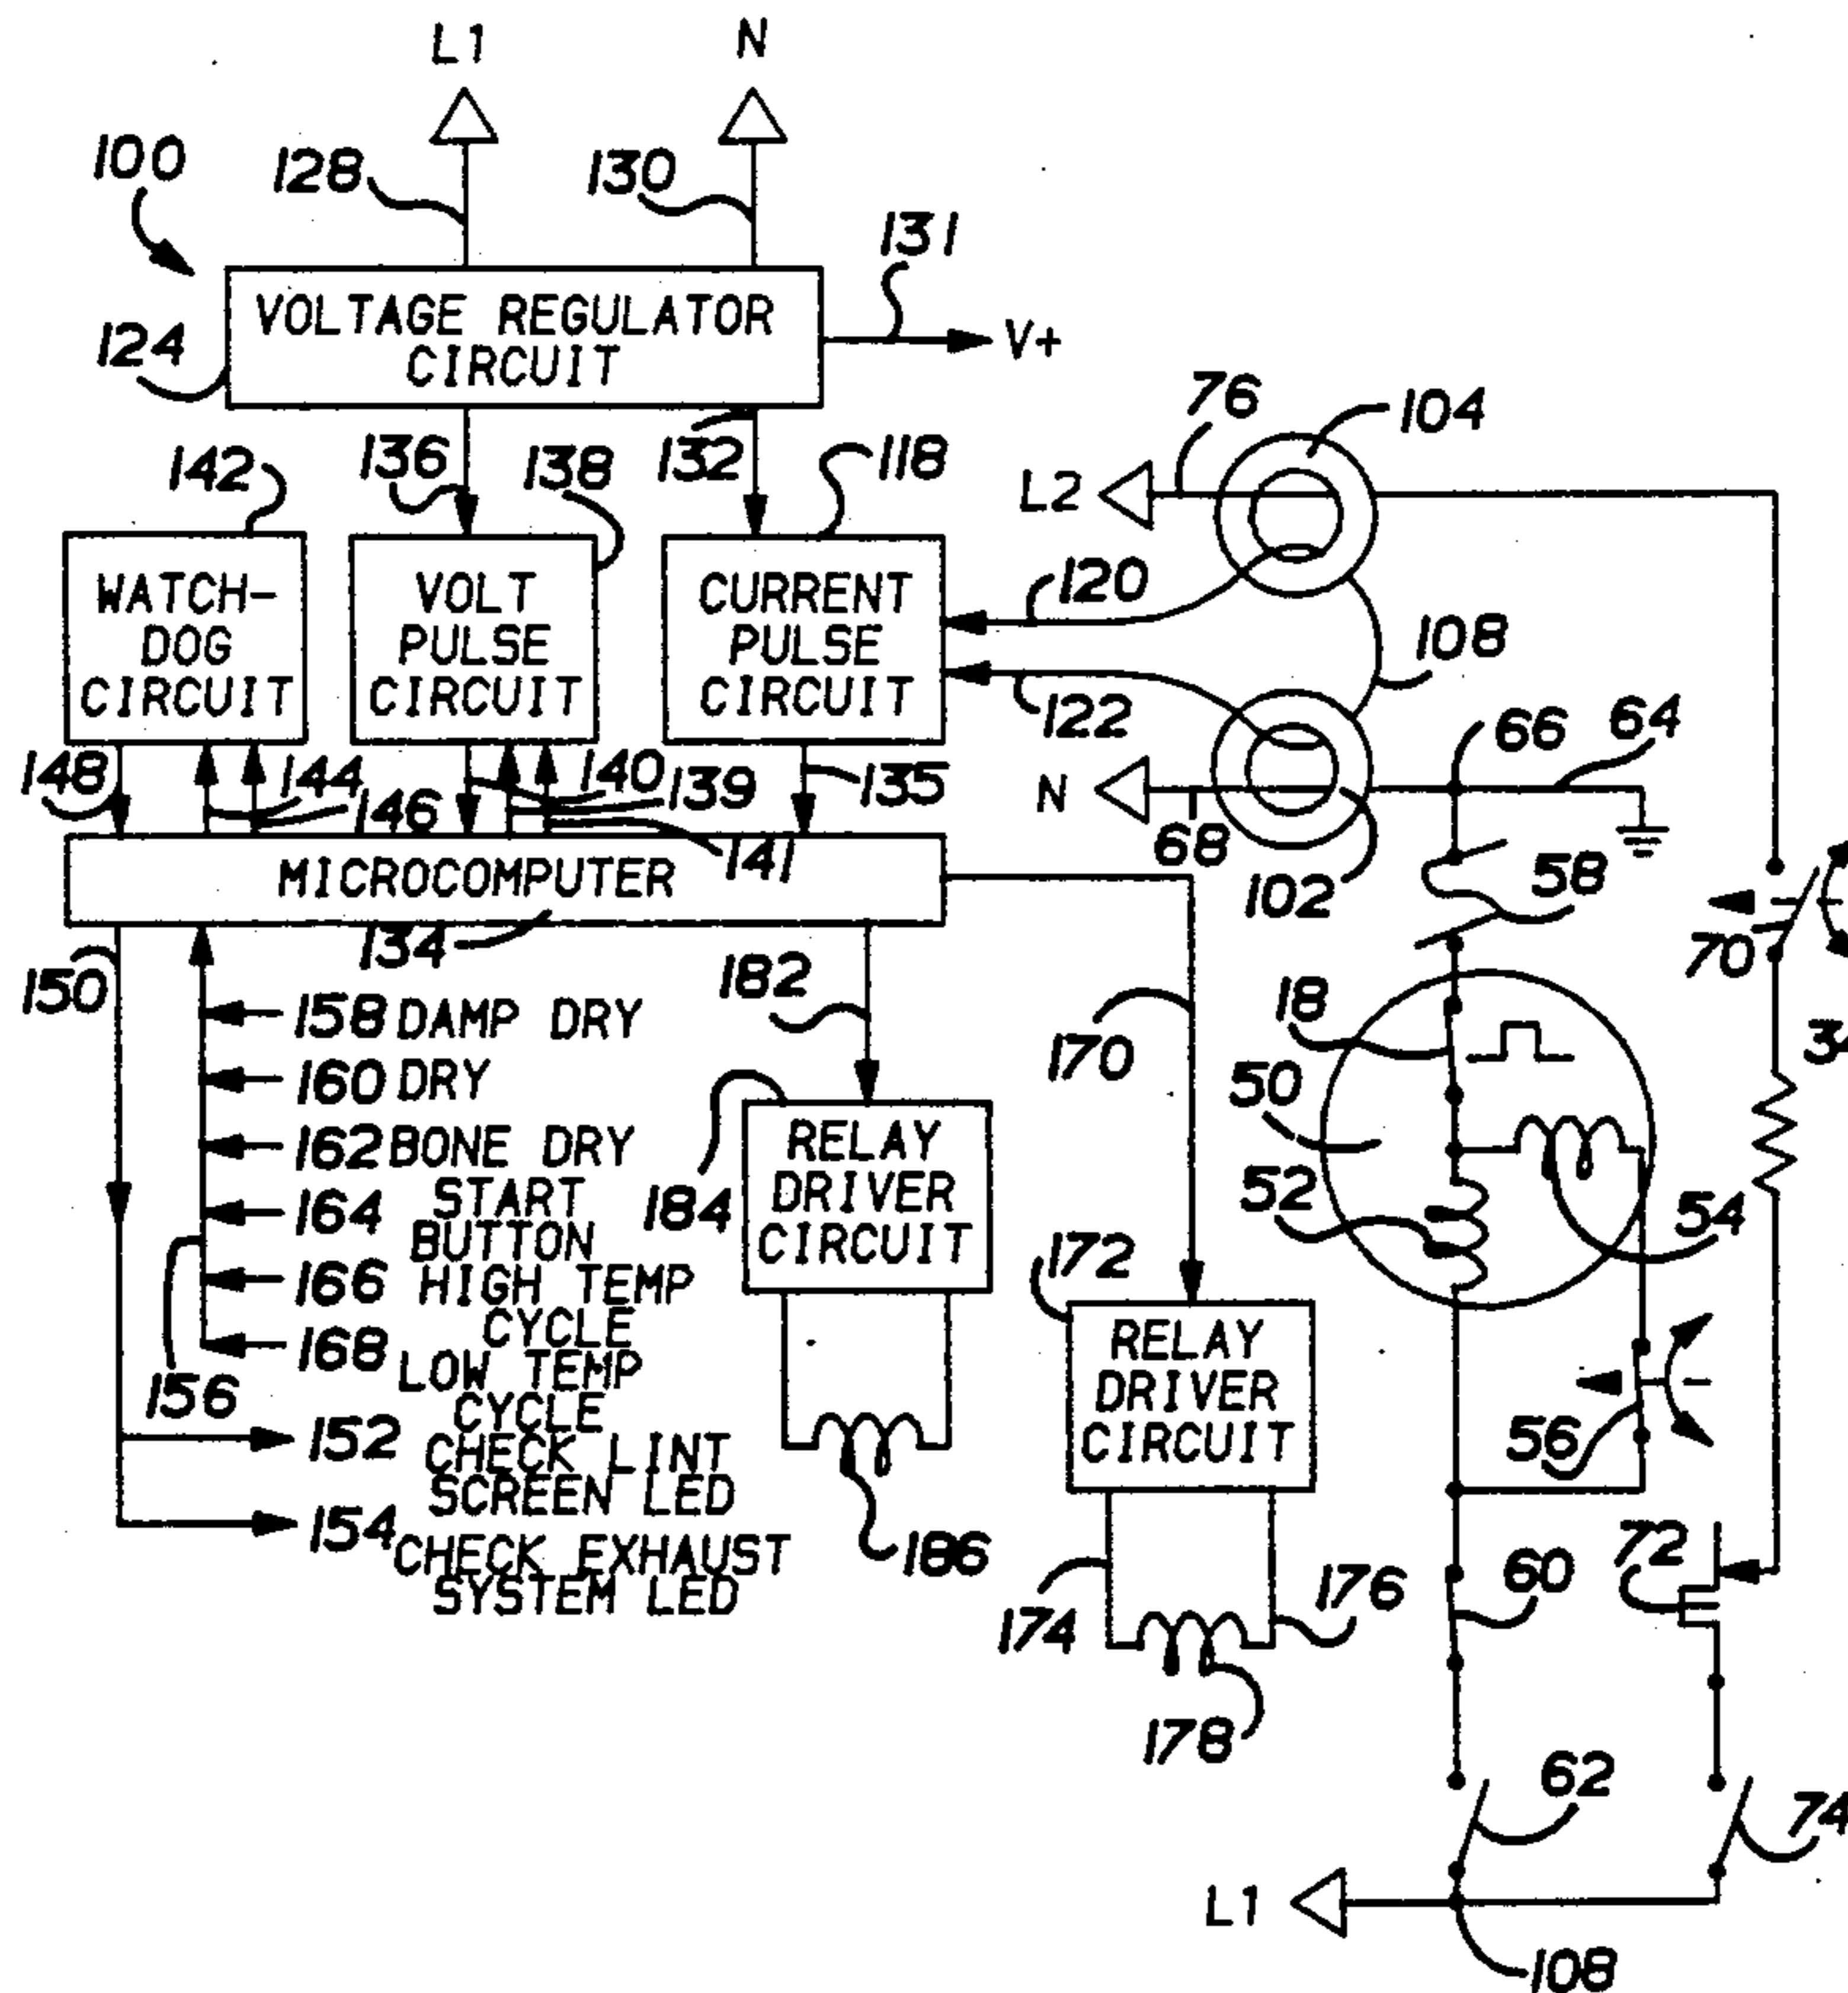 L1 N
100
128
130
131
VOLTAGE REGULATOR
CIRCUIT
V+
124
76
104
142
136
138
132
118
L2
WATCH-
DOG
CIRCUIT
VOLT
PULSE
CIRCUIT
CURRENT
PULSE
CIRCUIT
120
108
122
66
64
148
144
146
140
139
135
N
68
141
MICROCOMPUTER
102
58
134
70
150
182
158 DAMP DRY
18
34
160 DRY
170
50
162 BONE DRY
RELAY
DRIVER
CIRCUIT
184
52
54
164 START
BUTTON
172
166 HIGH TEMP
CYCLE
RELAY
DRIVER
CIRCUIT
168 LOW TEMP
CYCLE
156
56
152 CHECK LINT
SCREEN LED
154 CHECK EXHAUST
SYSTEM LED
186
72
60
174
176
178
62
74
L1
108